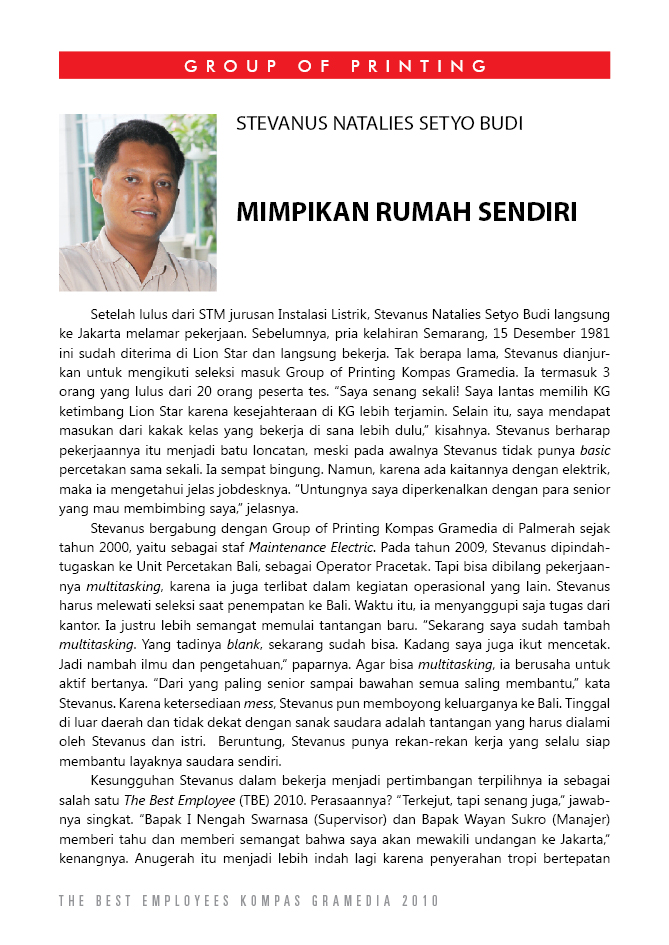 GROUP OF PRINTING
STEVANUS NATALIES SETYO BUDI
MIMPIKAN RUMAH SENDIRI
Setelah lulus dari STM jurusan Instalasi Listrik, Stevanus Natalies Setyo Budi langsung
ke Jakarta melamar pekerjaan. Sebelumnya, pria kelahiran Semarang, 15 Desember 1981
ini sudah diterima di Lion Star dan langsung bekerja. Tak berapa lama, Stevanus dianjur-
kan untuk mengikuti seleksi masuk Group of Printing Kompas Gramedia. Ia termasuk 3
orang yang lulus dari 20 orang peserta tes. “Saya senang sekali! Saya lantas memilih KG
ketimbang Lion Star karena kesejahteraan di KG lebih terjamin. Selain itu, saya mendapat
masukan dari kakak kelas yang bekerja di sana lebih dulu,” kisahnya. Stevanus berharap
pekerjaannya itu menjadi batu loncatan, meski pada awalnya Stevanus tidak punya basic
percetakan sama sekali. Ia sempat bingung. Namun, karena ada kaitannya dengan elektrik,
maka ia mengetahui jelas jobdesknya. “Untungnya saya diperkenalkan dengan para senior
yang mau membimbing saya,” jelasnya.
Stevanus bergabung dengan Group of Printing Kompas Gramedia di Palmerah sejak
tahun 2000, yaitu sebagai staf Maintenance Electric. Pada tahun 2009, Stevanus dipindah-
tugaskan ke Unit Percetakan Bali, sebagai Operator Pracetak. Tapi bisa dibilang pekerjaan-
nya multitasking, karena ia juga terlibat dalam kegiatan operasional yang lain. Stevanus
harus melewati seleksi saat penempatan ke Bali. Waktu itu, ia menyanggupi saja tugas dari
kantor. Ia justru lebih semangat memulai tantangan baru. “Sekarang saya sudah tambah
multitasking. Yang tadinya blank, sekarang sudah bisa. Kadang saya juga ikut mencetak.
Jadi nambah ilmu dan pengetahuan,” paparnya. Agar bisa multitasking, ia berusaha untuk
aktif bertanya. “Dari yang paling senior sampai bawahan semua saling membantu,” kata
Stevanus. Karena ketersediaan mess, Stevanus pun memboyong keluarganya ke Bali. Tinggal
di luar daerah dan tidak dekat dengan sanak saudara adalah tantangan yang harus dialami
oleh Stevanus dan istri.  Beruntung, Stevanus punya rekan-rekan kerja yang selalu siap
membantu layaknya saudara sendiri.
Kesungguhan Stevanus dalam bekerja menjadi pertimbangan terpilihnya ia sebagai
salah satu The Best Employee (TBE) 2010. Perasaannya? “Terkejut, tapi senang juga,” jawab-
nya singkat. “Bapak I Nengah Swarnasa (Supervisor) dan Bapak Wayan Sukro (Manajer)
memberi tahu dan memberi semangat bahwa saya akan mewakili undangan ke Jakarta,”
kenangnya. Anugerah itu menjadi lebih indah lagi karena penyerahan tropi bertepatan
THE BEST EMPLOYEES KOMPAS GRAMEDIA 2010